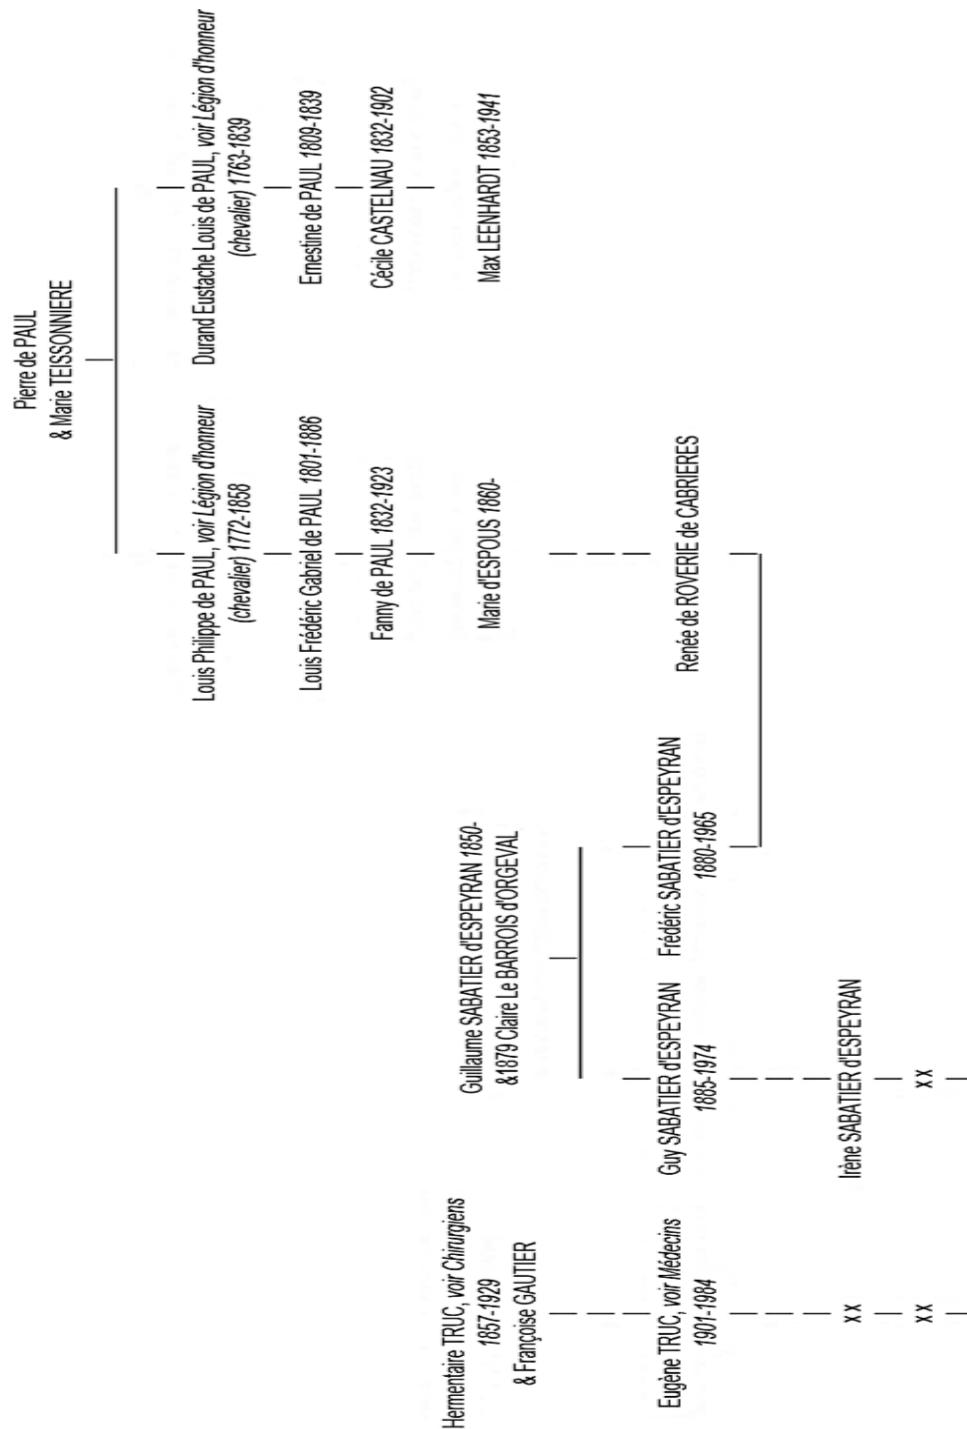 Pierre de PAUL
& Marie TEISSONNIERE
Louis Philippe de PAUL, voir Légion d'honneur
(chevalier) 1772-1858
Durand Eustache Louis de PAUL, voir Légion d'honneur
(chevalier) 1763-1839
Louis Frédéric Gabriel de PAUL 1801-1886
Ernestine de PAUL 1809-1839
Fanny de PAUL 1832-1923
Cécile CASTELNAU 1832-1902
Hermentaire TRUC, voir Chirurgiens
1857-1929
& Françoise GAUTIER
Guillaume SABATIER d'ESPEYRAN 1850-
&1879 Claire Le BARROIS d'ORGEVAL
Marie d'ESPOUS 1860-
Max LEENHARDT 1853-1941
Eugène TRUC, voir Médecins
1901-1984
Guy SABATIER d'ESPEYRAN
1885-1974
Frédéric SABATIER d'ESPEYRAN
1880-1965
Renée de ROVERIE de CABRIERES
x x
Irène SABATIER d'ESPEYRAN
x x
x x